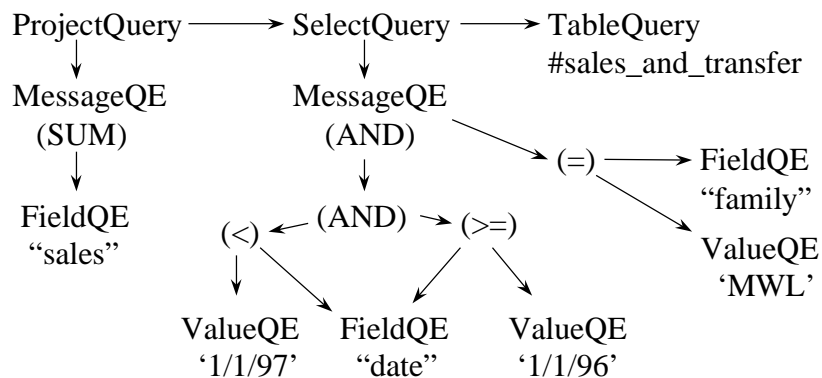 ProjectQuery SelectQuery TableQuery
#sales_and_transfer
MessageQE MessageQE
(SUM) (AND)
(=) FieldQE
“family”
FieldQE (AND)
“sales” (<) (>=)
ValueQE
‘MWL’
ValueQE FieldQE ValueQE
‘1/1/97’ “date” ‘1/1/96’